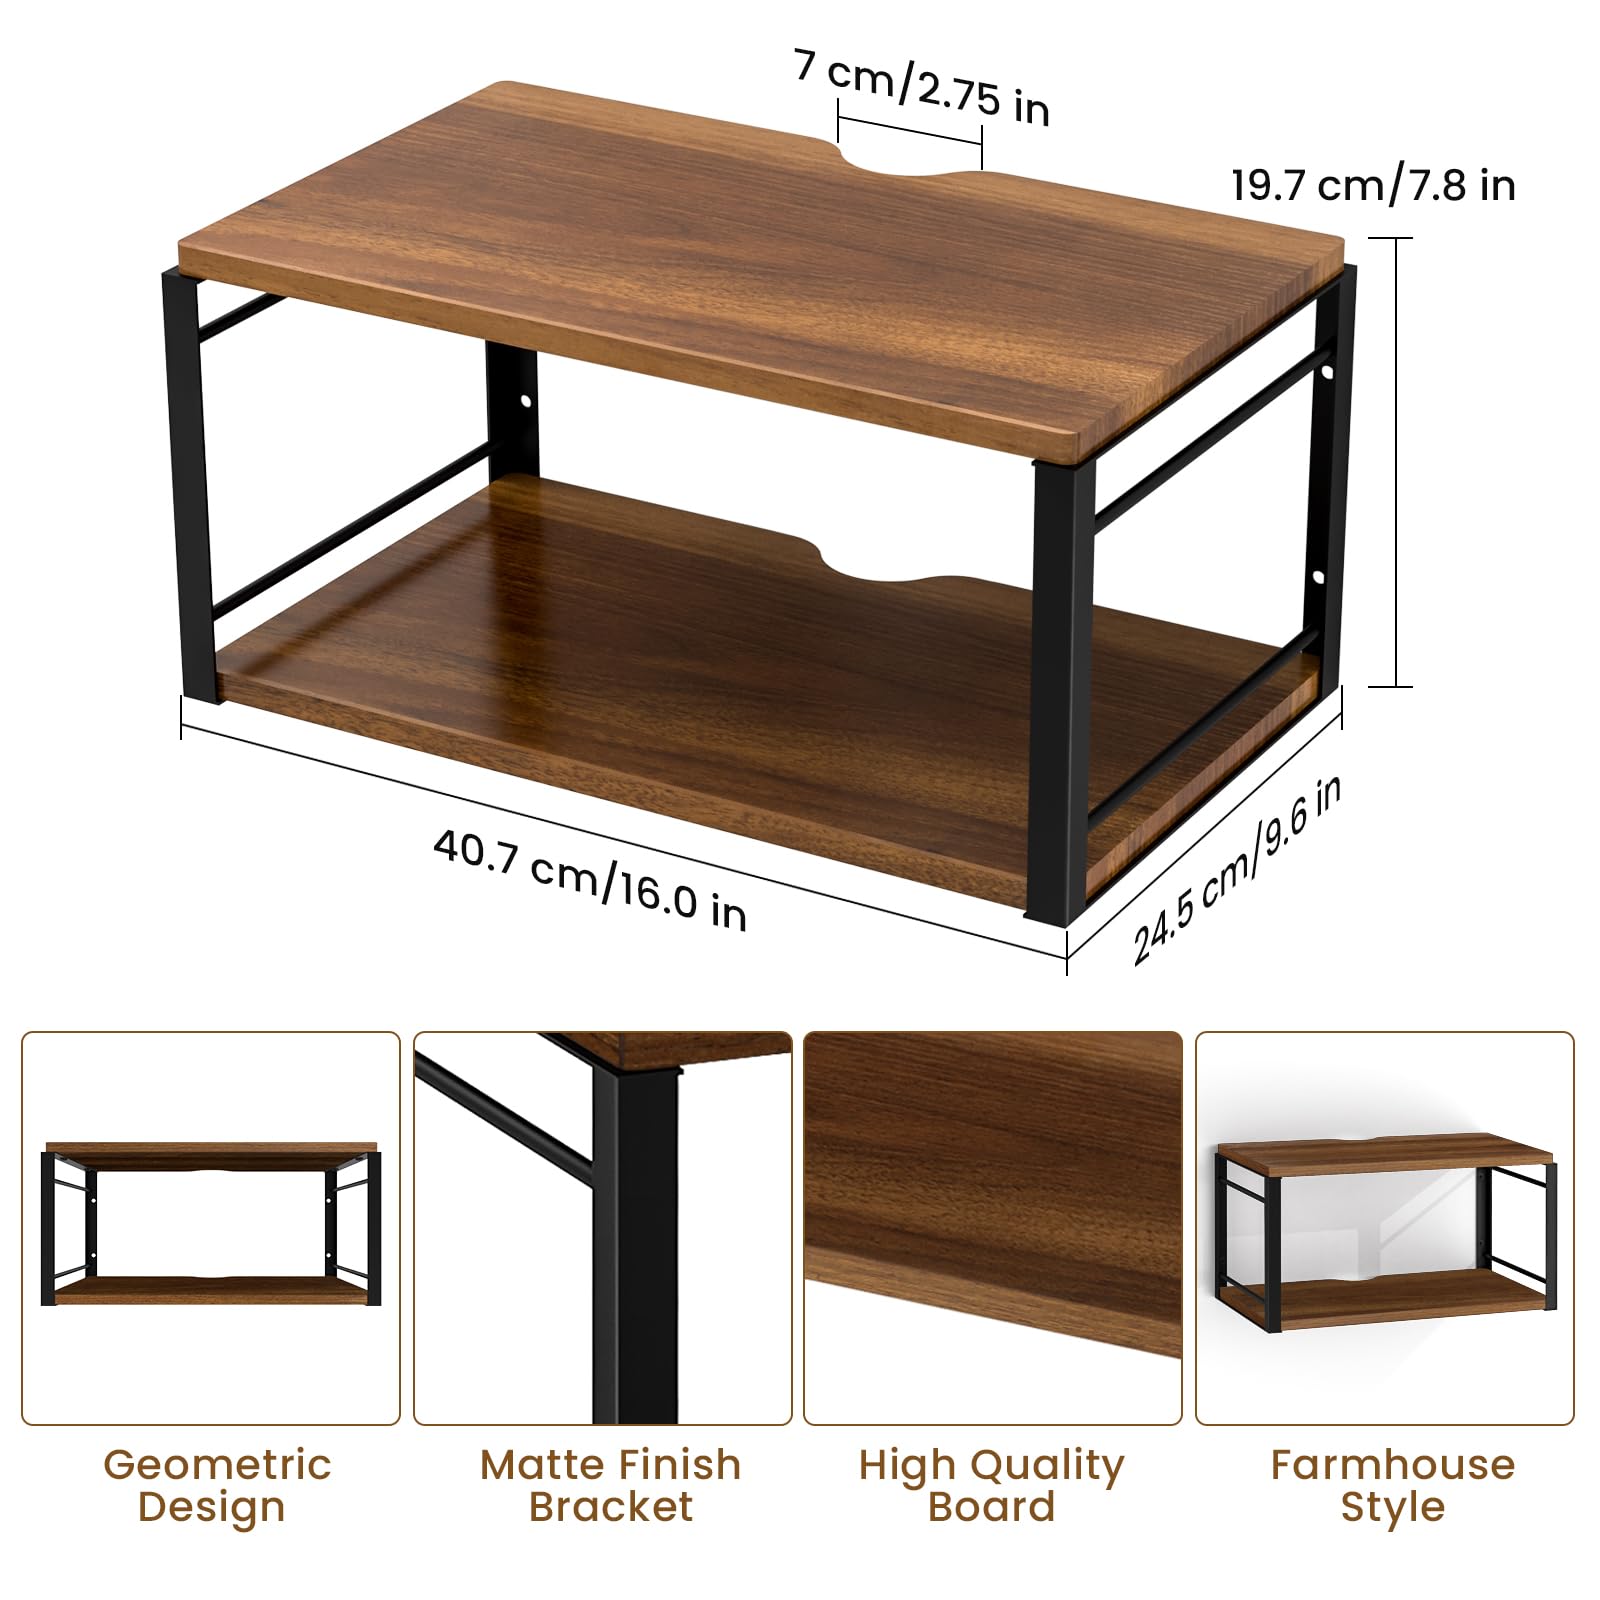 7 cm/2.75 in
19.7 cm/7.8 in
40.7 cm/16.0 in
24.5 cm/9.6 in
Geometric
Design
Matte Finish
Bracket
High Quality
Board
Farmhouse
Style